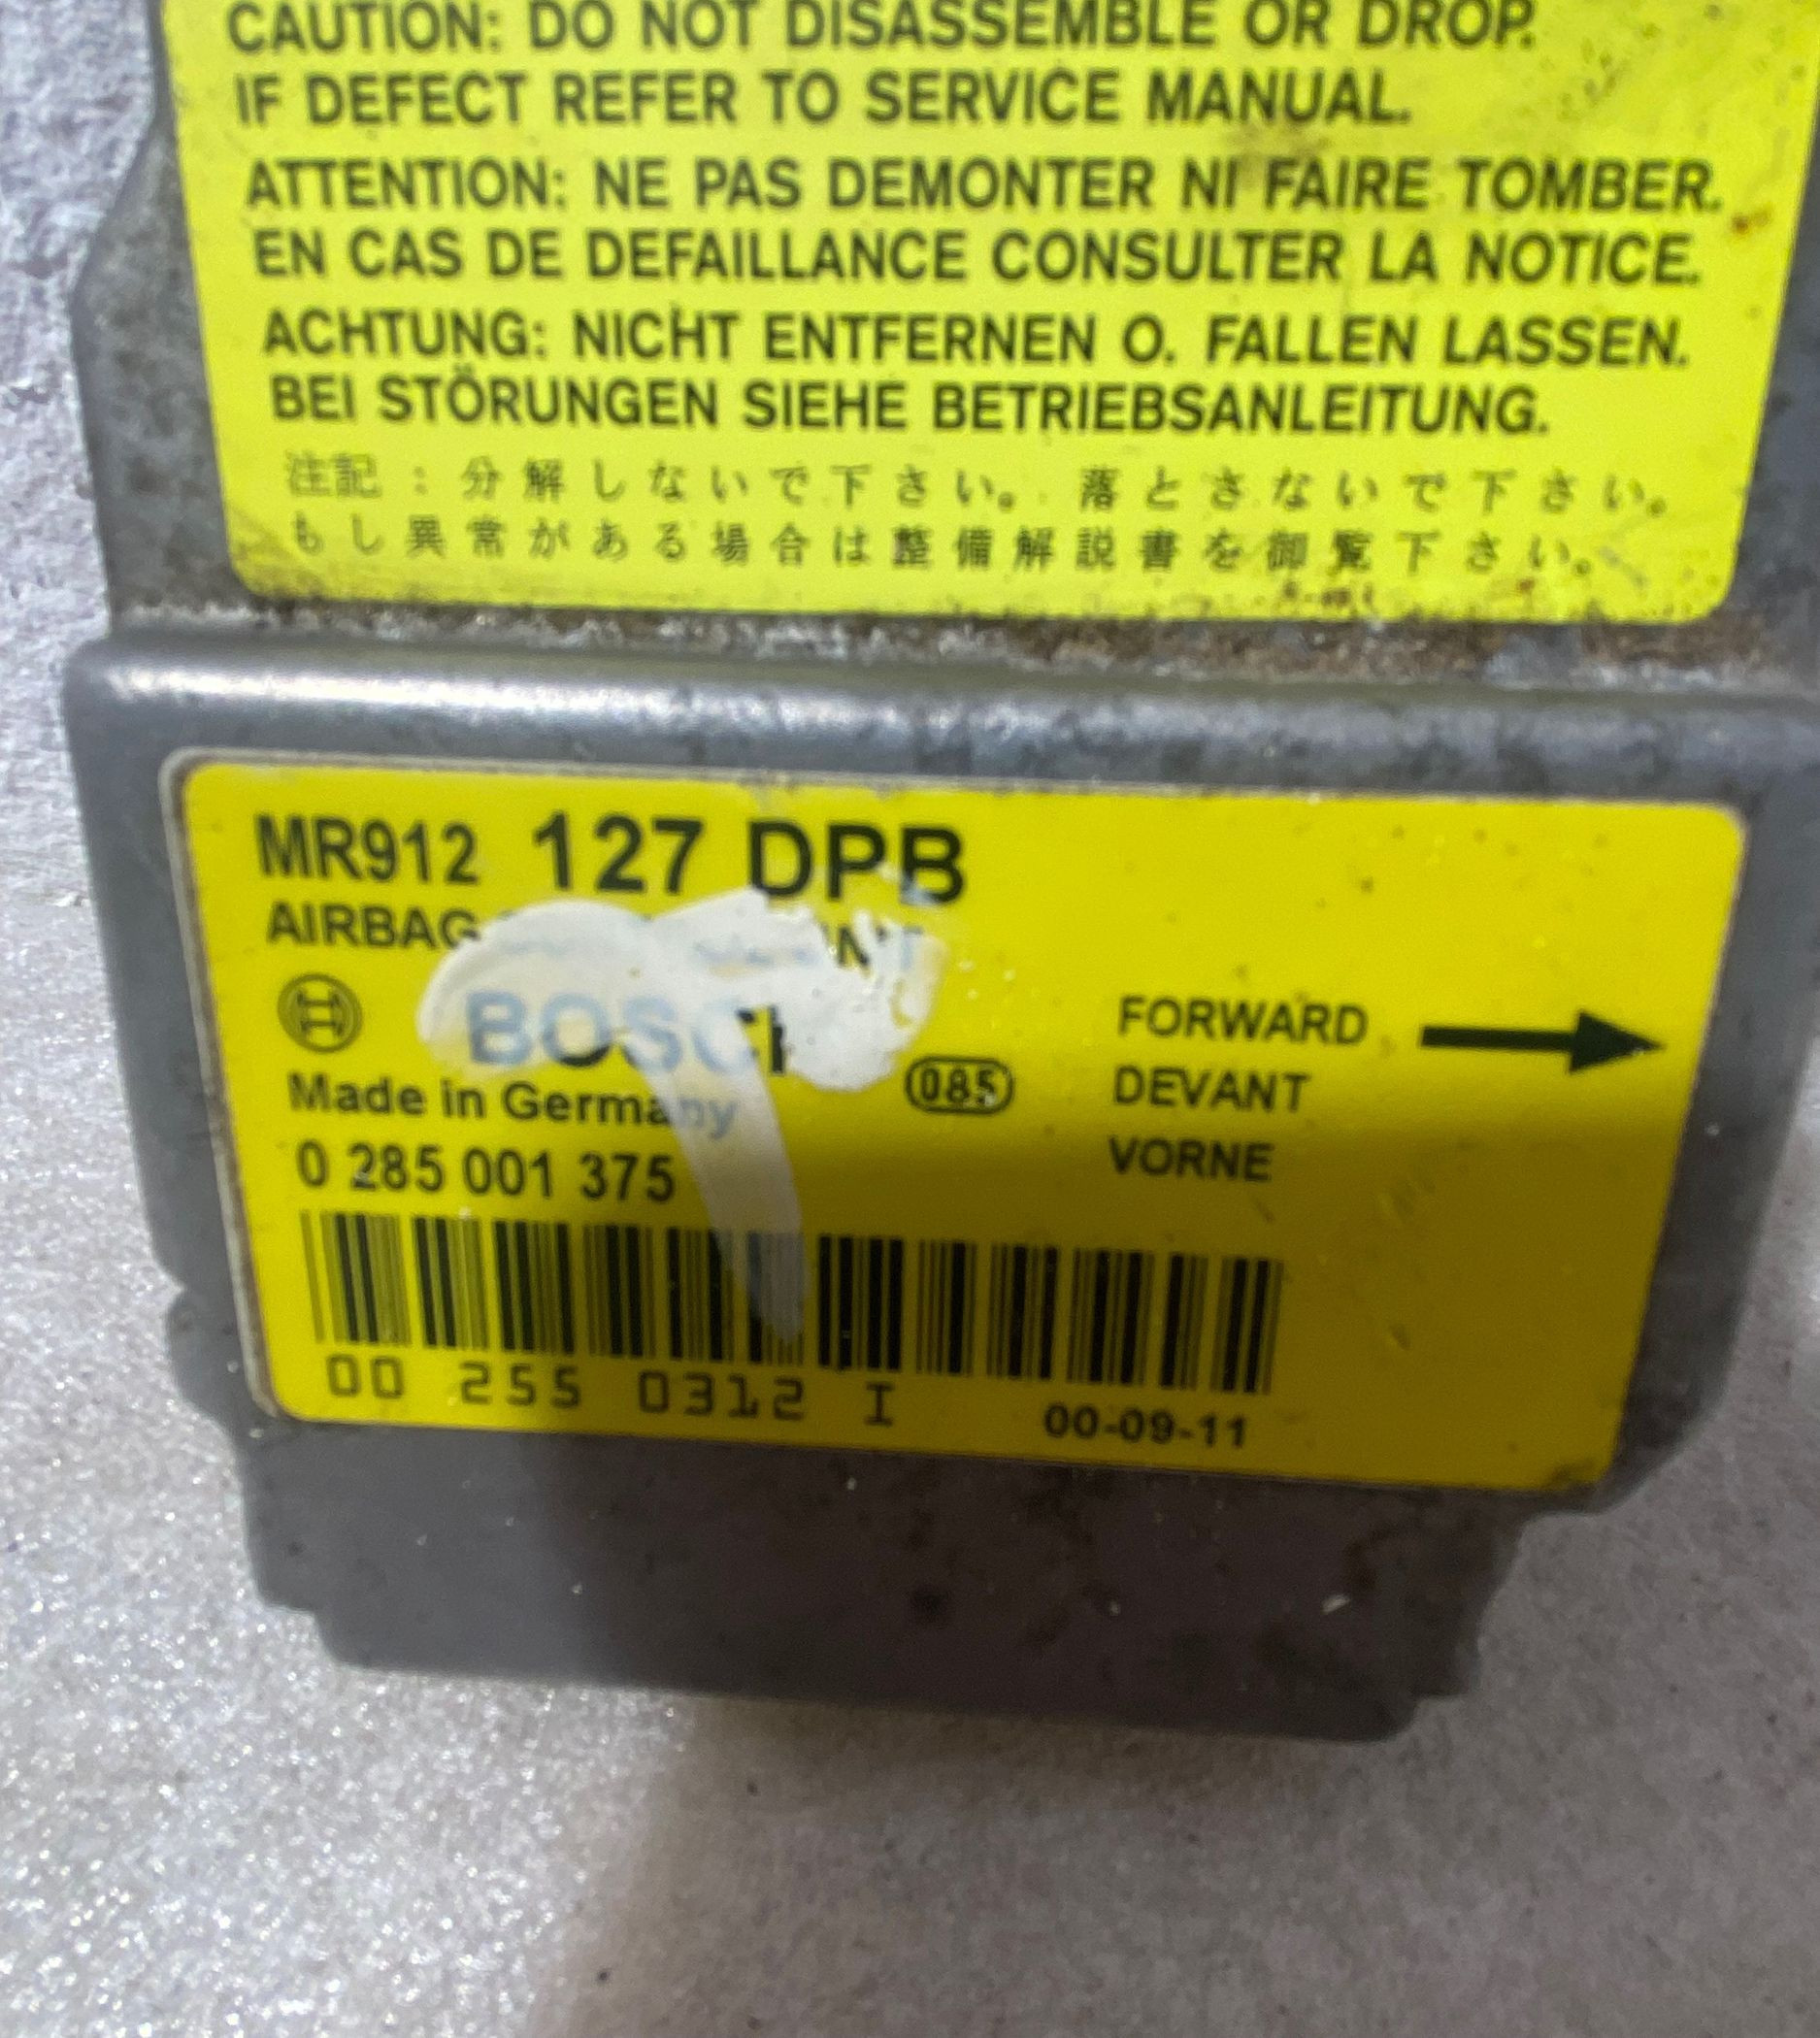 CAUTION: DO NOT DISASSEMBLE OR DROP.
IF DEFECT REFER TO SERVICE MANUAL.
ATTENTION: NE PAS DEMONTER NI FAIRE TOMBER.
EN CAS DE DEFAILLANCE CONSULTER LA NOTICE.
ACHTUNG: NICHT ENTFERNEN O. FALLEN LASSEN.
BEI STÖRUNGEN SIEHE BETRIEBSANLEITUNG.
注記：分解しないで下さい。落とさないで下さい。
もし異常がある場合は整備解説書を御覧下さい。
MR912 127 DPB
AIRBAG
BOSCH
FORWARD
Made in Germany
085
DEVANT
0 285 001 375
VORNE
00 255 0312 I
00-09-11